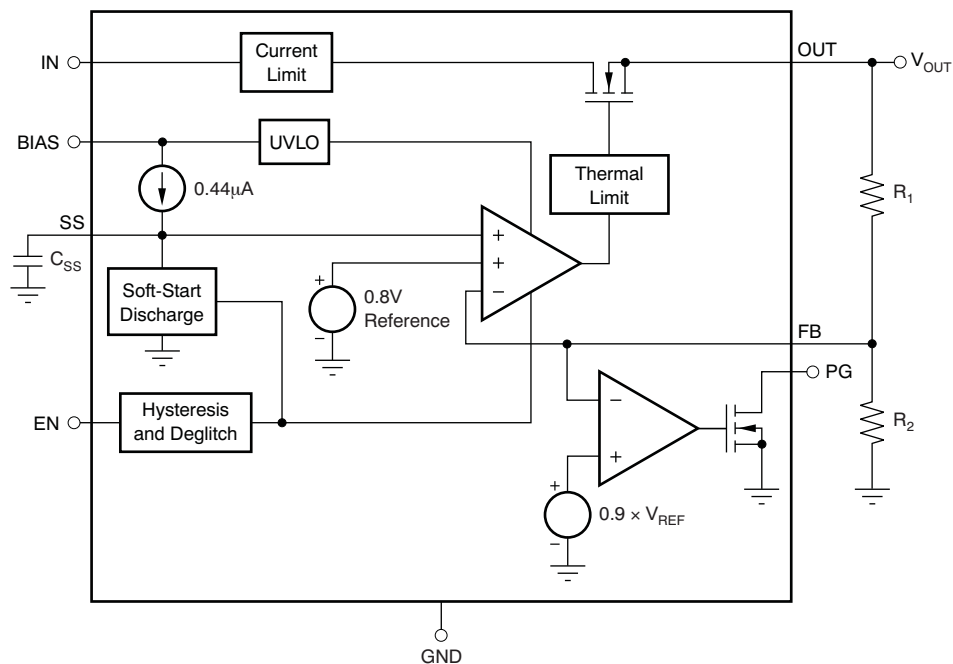 IN
Current
Limit
OUT
V_OUT
BIAS
UVLO
Thermal
Limit
0.44μA
R_1
SS
C_SS
+
+
−
+
−
0.8V
Reference
Soft-Start
Discharge
FB
PG
EN
Hysteresis
and Deglitch
−
+
R_2
+
−
0.9 × V_REF
GND